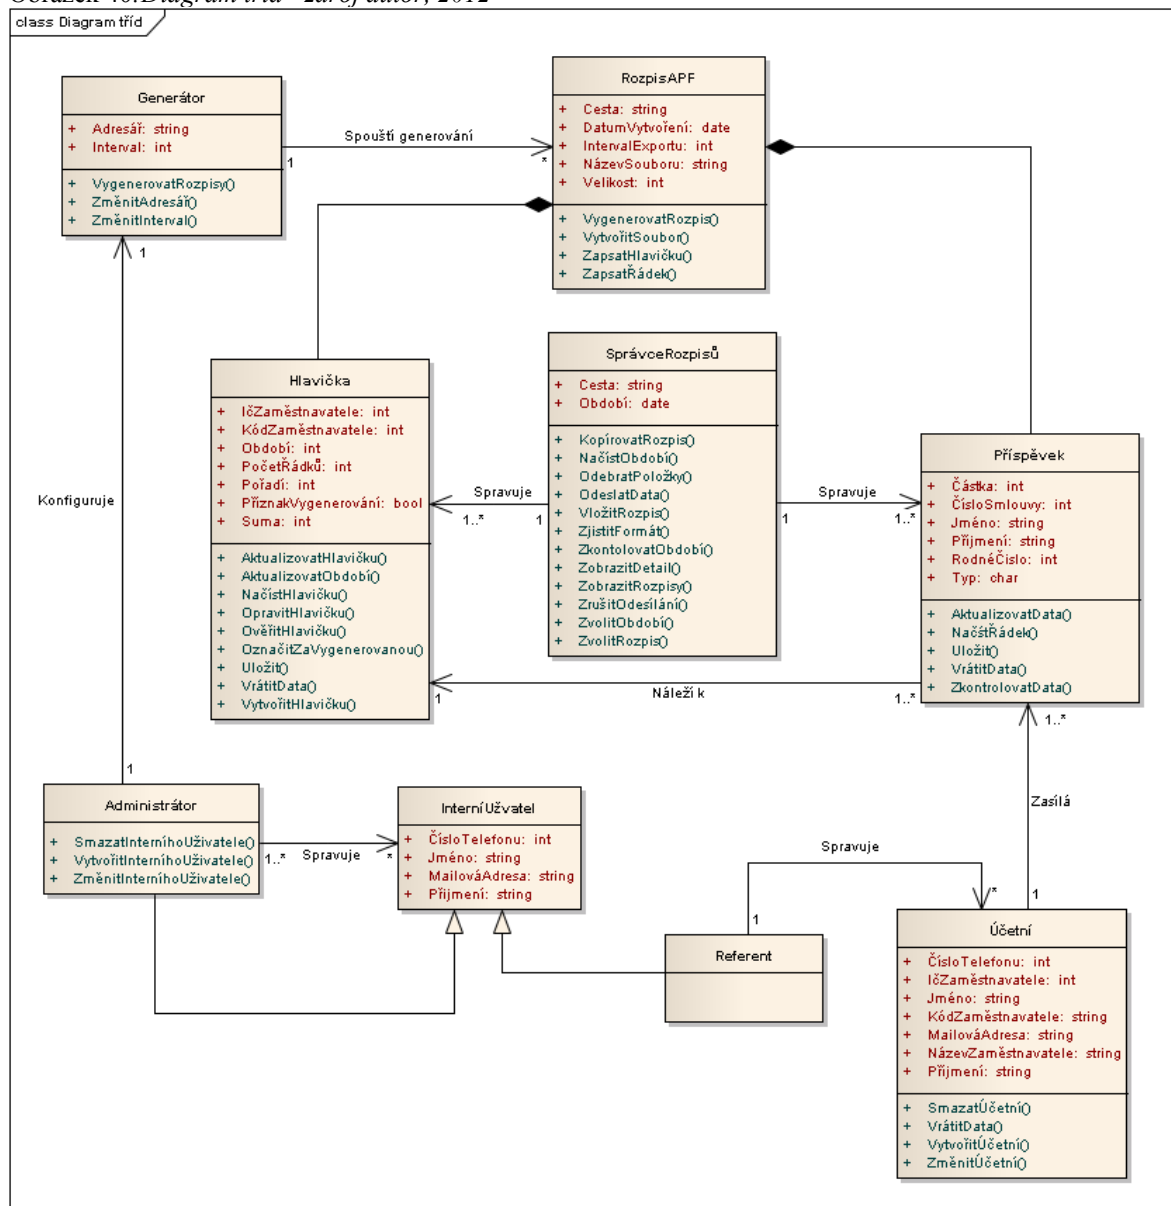 class Diagram tříd
Generátor
+ Adresář: string
+ Interval: int
+ VygenerovatRozpisy()
+ ZměnitAdresář()
+ ZměnitInterval()
Spouští generování
1
*
RozpisAPF
+ Cesta: string
+ DatumVytvoření: date
+ IntervalExportu: int
+ NázevSouboru: string
+ Velikost: int
+ VygenerovatRozpis()
+ VytvořitSoubor()
+ ZapsatHlavičku()
+ ZapsatŘádek()
1
Konfiguruje
1
Hlavička
+ IčZaměstnavatele: int
+ KódZaměstnavatele: int
+ Období: int
+ PočetŘádků: int
+ Pořadí: int
+ PříznakVygenerování: bool
+ Suma: int
+ AktualizovatHlavičku()
+ AktualizovatObdobí()
+ NačístHlavičku()
+ OpravitHlavičku()
+ OvěřitHlavičku()
+ OznačitZaVygenerovanou()
+ Uložit()
+ VrátitData()
+ VytvořitHlavičku()
Spravuje
1..*
1
SprávceRozpisů
+ Cesta: string
+ Období: date
+ KopírovatRozpis()
+ NačístObdobí()
+ OdebratPoložky()
+ OdeslatData()
+ VložitRozpis()
+ ZjistitFormát()
+ ZkontolovatObdobí()
+ ZobrazitDetail()
+ ZobrazitRozpisy()
+ ZrušitOdesílání()
+ ZvolitObdobí()
+ ZvolitRozpis()
Spravuje
1
1..*
Příspěvek
+ Částka: int
+ ČísloSmlouvy: int
+ Jméno: string
+ Příjmení: string
+ RodnéČíslo: int
+ Typ: char
+ AktualizovatData()
+ NačśtŘádek()
+ Uložit()
+ VrátitData()
+ ZkontrolovatData()
Náleží k
1
1..*
1..*
Zasílá
1
Administrátor
+ SmazatInterníhoUživatele()
+ VytvořitInterníhoUživatele()
+ ZměnitInterníhoUživatele()
1..*
Spravuje
*
InterníUžvatel
+ ČísloTelefonu: int
+ Jméno: string
+ MailováAdresa: string
+ Příjmení: string
Spravuje
1
*
Referent
Účetní
+ ČísloTelefonu: int
+ IčZaměstnavatele: int
+ Jméno: string
+ KódZaměstnavatele: string
+ MailováAdresa: string
+ NázevZaměstnavatele: string
+ Příjmení: string
+ SmazatÚčetní()
+ VrátitData()
+ VytvořitÚčetní()
+ ZměnitÚčetní()